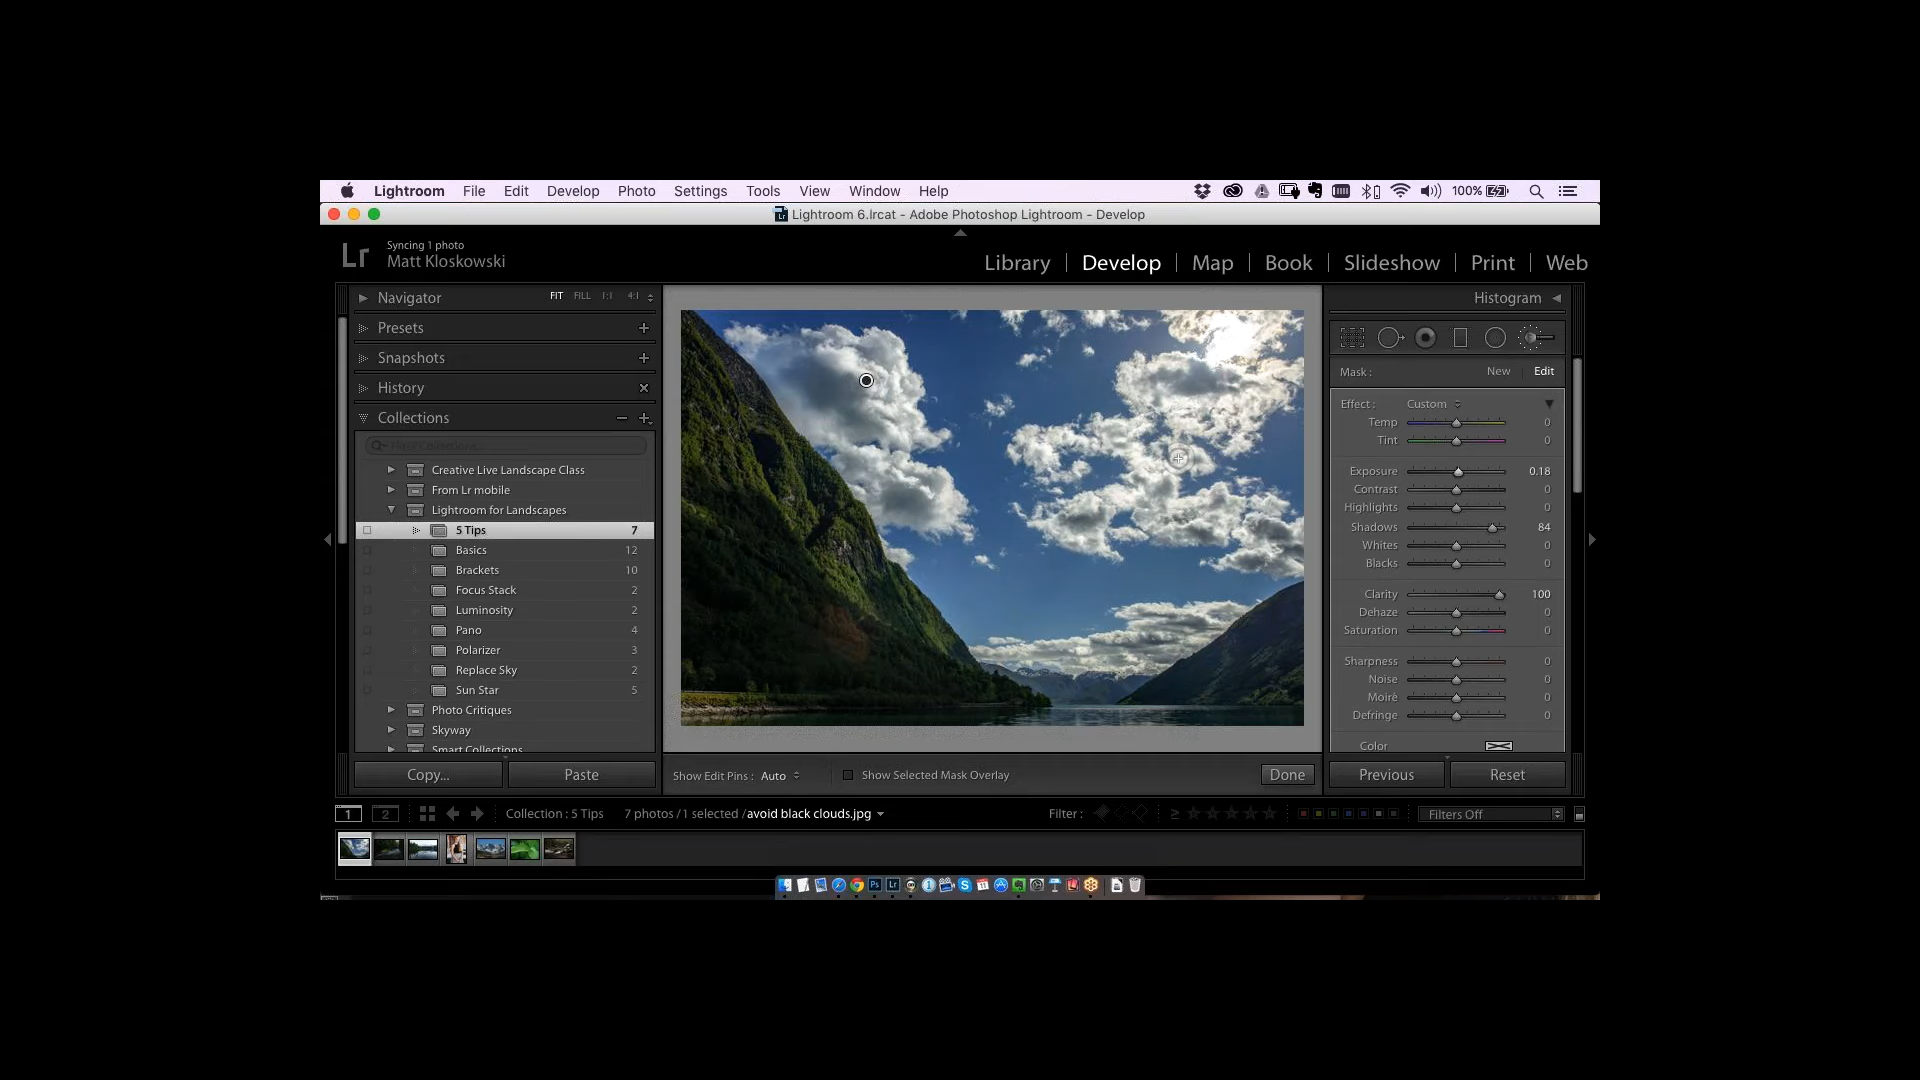 Lightroom File Edit Develop Photo Settings Tools View Window Help 100%
Lightroom 6.lrcat - Adobe Photoshop Lightroom - Develop
Lr
Syncing 1 photo
Matt Kloskowski
Library | Develop | Map | Book | Slideshow | Print | Web
Navigator FIT FILL 1:1 4:1
Presets
Snapshots
History
Collections
Creative Live Landscape Class
From Lr mobile
Lightroom for Landscapes
5 Tips 7
Basics 12
Brackets 10
Focus Stack 2
Luminosity 2
Pano 4
Polarizer 3
Replace Sky 2
Sun Star 5
Photo Critiques
Skyway
Smart Collections
Copy... Paste
Histogram
Mask : New Edit
Effect : Custom
Temp 0
Tint 0
Exposure 0.18
Contrast 0
Highlights 0
Shadows 84
Whites 0
Blacks 0
Clarity 100
Dehaze 0
Saturation 0
Sharpness 0
Noise 0
Moiré 0
Defringe 0
Color
Show Edit Pins : Auto Show Selected Mask Overlay Done
Previous Reset
1 2 Collection : 5 Tips 7 photos / 1 selected / avoid black clouds.jpg Filter : Filters Off